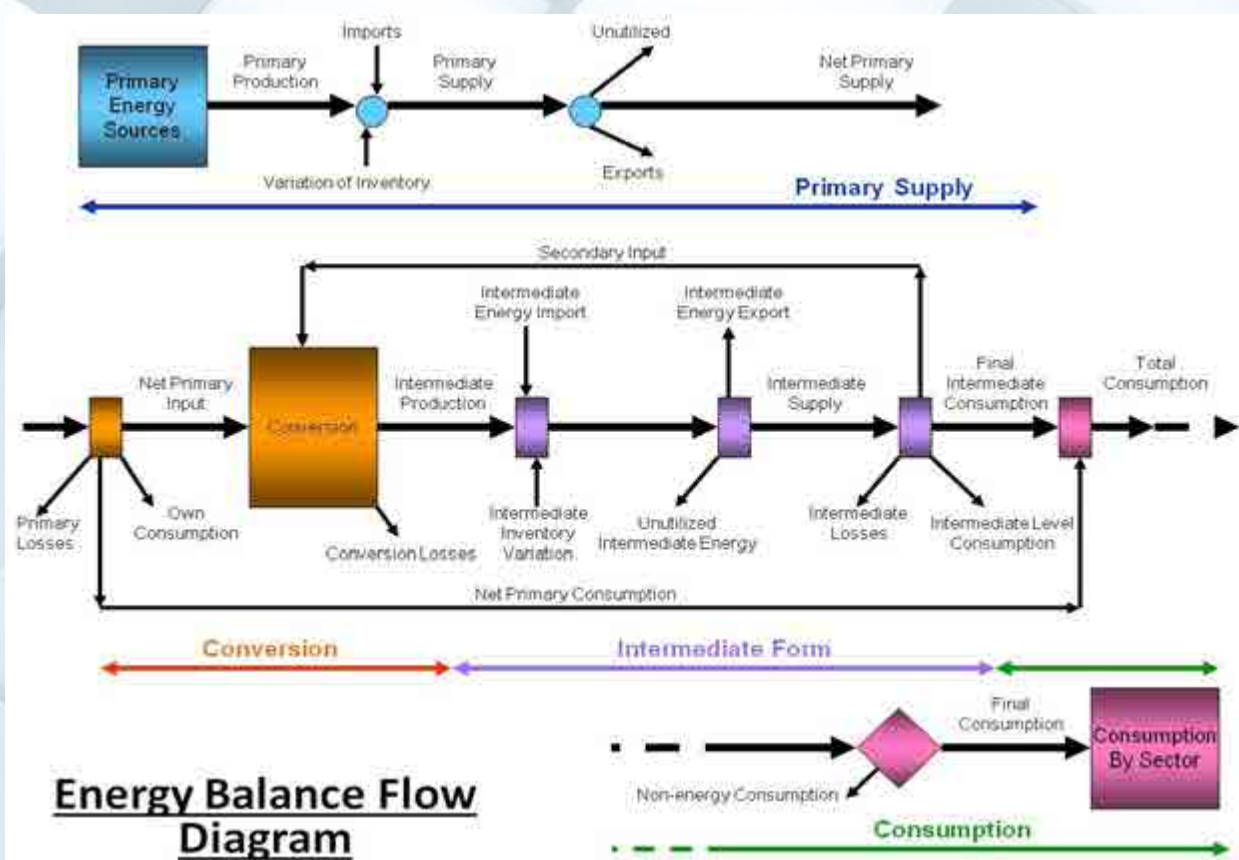 Primary
Energy
Sources
Primary
Production
Imports
Variation of Inventory
Primary
Supply
Unutilized
Exports
Net Primary
Supply
Primary Supply
Secondary Input
Primary
Losses
Own
Consumption
Net Primary
Input
Conversion
Conversion Losses
Intermediate
Production
Intermediate
Energy Import
Intermediate
Inventory
Variation
Intermediate
Energy Export
Unutilized
Intermediate Energy
Intermediate
Supply
Intermediate
Losses
Intermediate Level
Consumption
Final
Intermediate
Consumption
Total
Consumption
Net Primary Consumption
Conversion
Intermediate Form
Final
Consumption
Consumption
By Sector
Non-energy Consumption
Consumption
Energy Balance Flow
Diagram